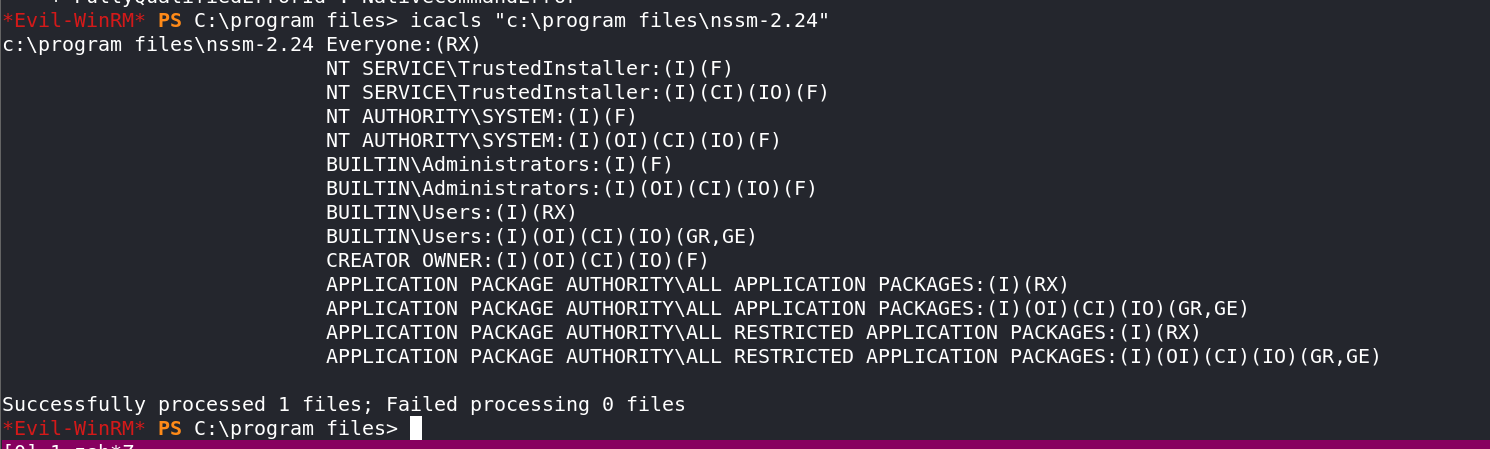 *Evil-WinRM* PS C:\program files> icacls "c:\program files\nssm-2.24"
c:\program files\nssm-2.24 Everyone:(RX)
NT SERVICE\TrustedInstaller:(I)(F)
NT SERVICE\TrustedInstaller:(I)(CI)(IO)(F)
NT AUTHORITY\SYSTEM:(I)(F)
NT AUTHORITY\SYSTEM:(I)(OI)(CI)(IO)(F)
BUILTIN\Administrators:(I)(F)
BUILTIN\Administrators:(I)(OI)(CI)(IO)(F)
BUILTIN\Users:(I)(RX)
BUILTIN\Users:(I)(OI)(CI)(IO)(GR,GE)
CREATOR OWNER:(I)(OI)(CI)(IO)(F)
APPLICATION PACKAGE AUTHORITY\ALL APPLICATION PACKAGES:(I)(RX)
APPLICATION PACKAGE AUTHORITY\ALL APPLICATION PACKAGES:(I)(OI)(CI)(IO)(GR,GE)
APPLICATION PACKAGE AUTHORITY\ALL RESTRICTED APPLICATION PACKAGES:(I)(RX)
APPLICATION PACKAGE AUTHORITY\ALL RESTRICTED APPLICATION PACKAGES:(I)(OI)(CI)(IO)(GR,GE)
Successfully processed 1 files; Failed processing 0 files
*Evil-WinRM* PS C:\program files>